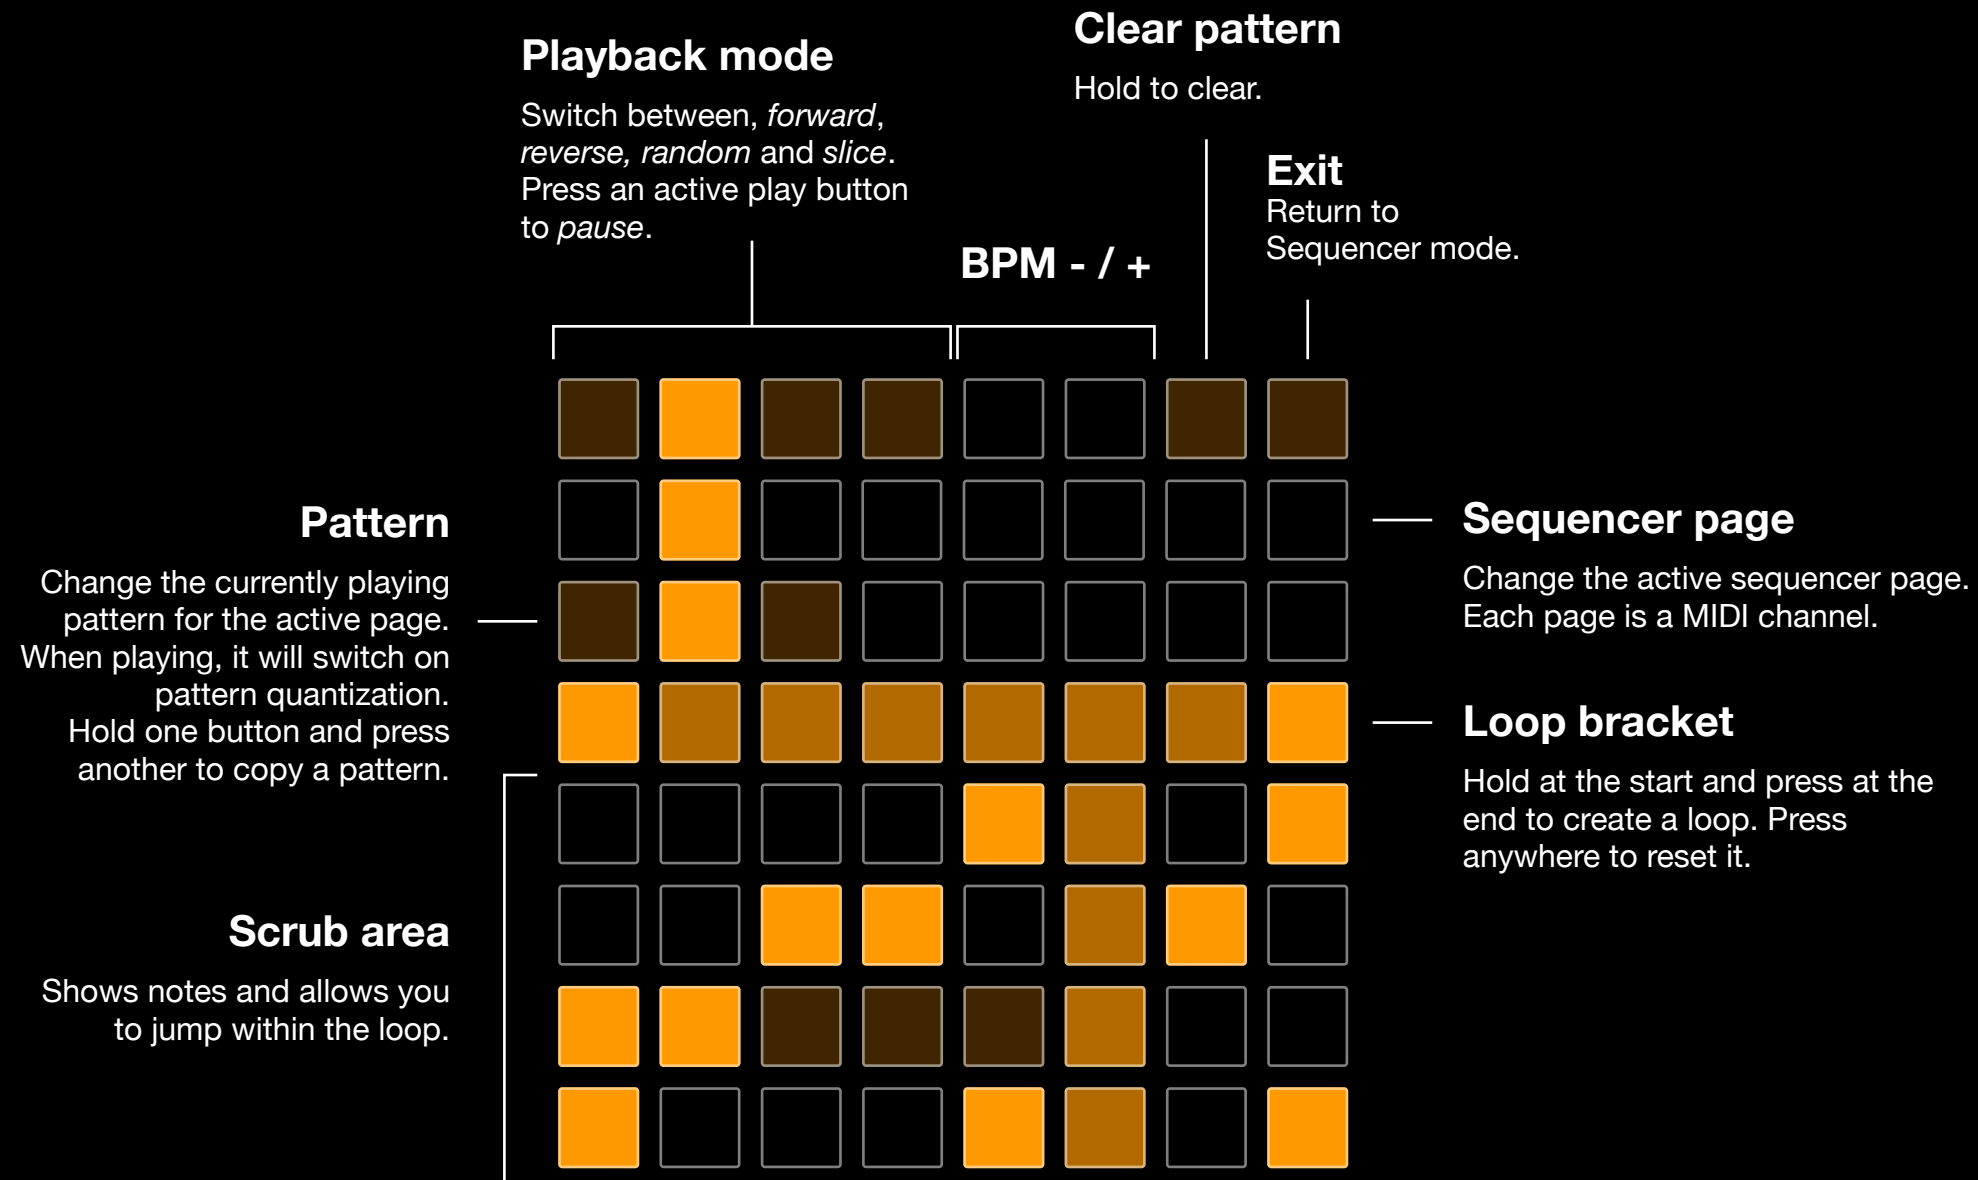 Playback mode
Switch between, forward,
reverse, random and slice.
Press an active play button
to pause.
Clear pattern
Hold to clear.
Exit
Return to
Sequencer mode.
BPM - / +
Pattern
Change the currently playing
pattern for the active page.
When playing, it will switch on
pattern quantization.
Hold one button and press
another to copy a pattern.
Sequencer page
Change the active sequencer page.
Each page is a MIDI channel.
Loop bracket
Hold at the start and press at the
end to create a loop. Press
anywhere to reset it.
Scrub area
Shows notes and allows you
to jump within the loop.